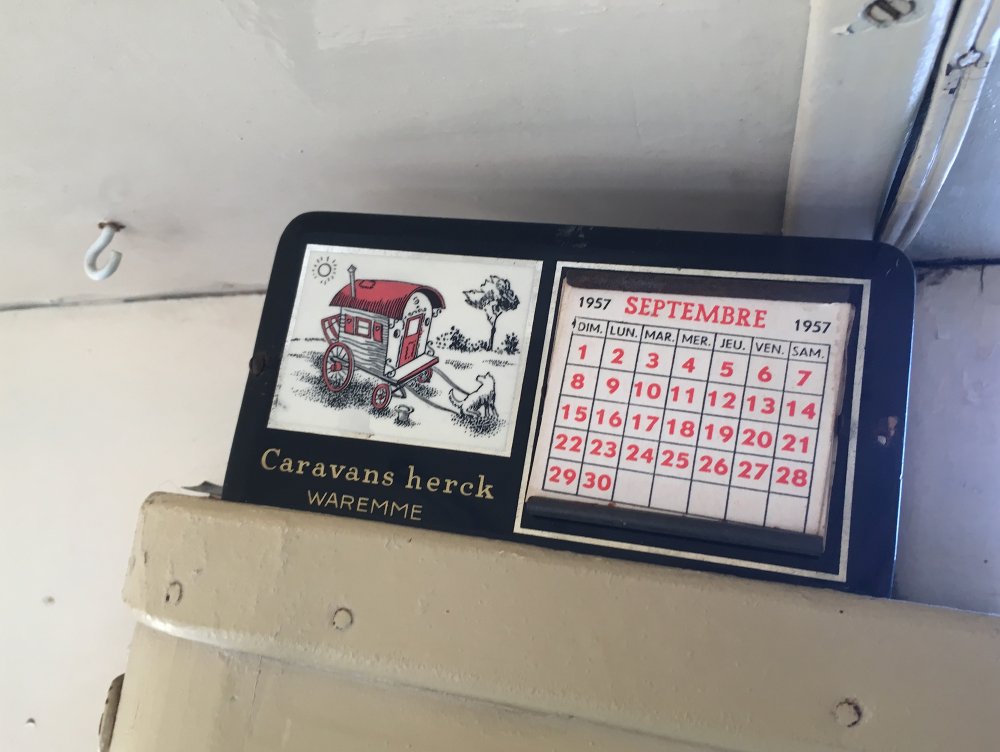 Caravans herck
WAREMME
1957 SEPTEMBRE 1957
DIM. LUN. MAR. MER. JEU. VEN. SAM.
1 2 3 4 5 6 7
8 9 10 11 12 13 14
15 16 17 18 19 20 21
22 23 24 25 26 27 28
29 30